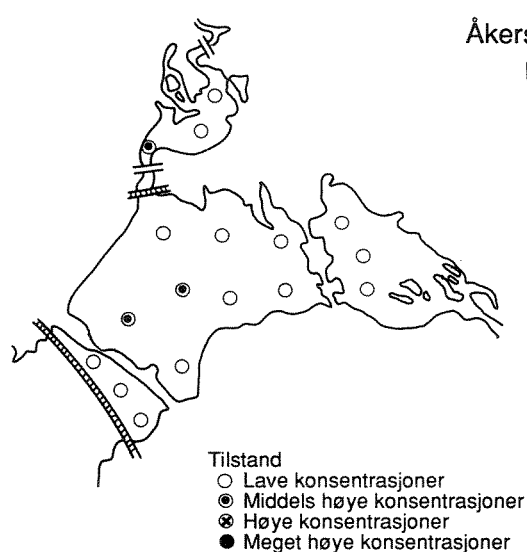 Åkers
Tilstand
Lave konsentrasjoner
Middels høye konsentrasjoner
Høye konsentrasjoner
Meget høye konsentrasjoner